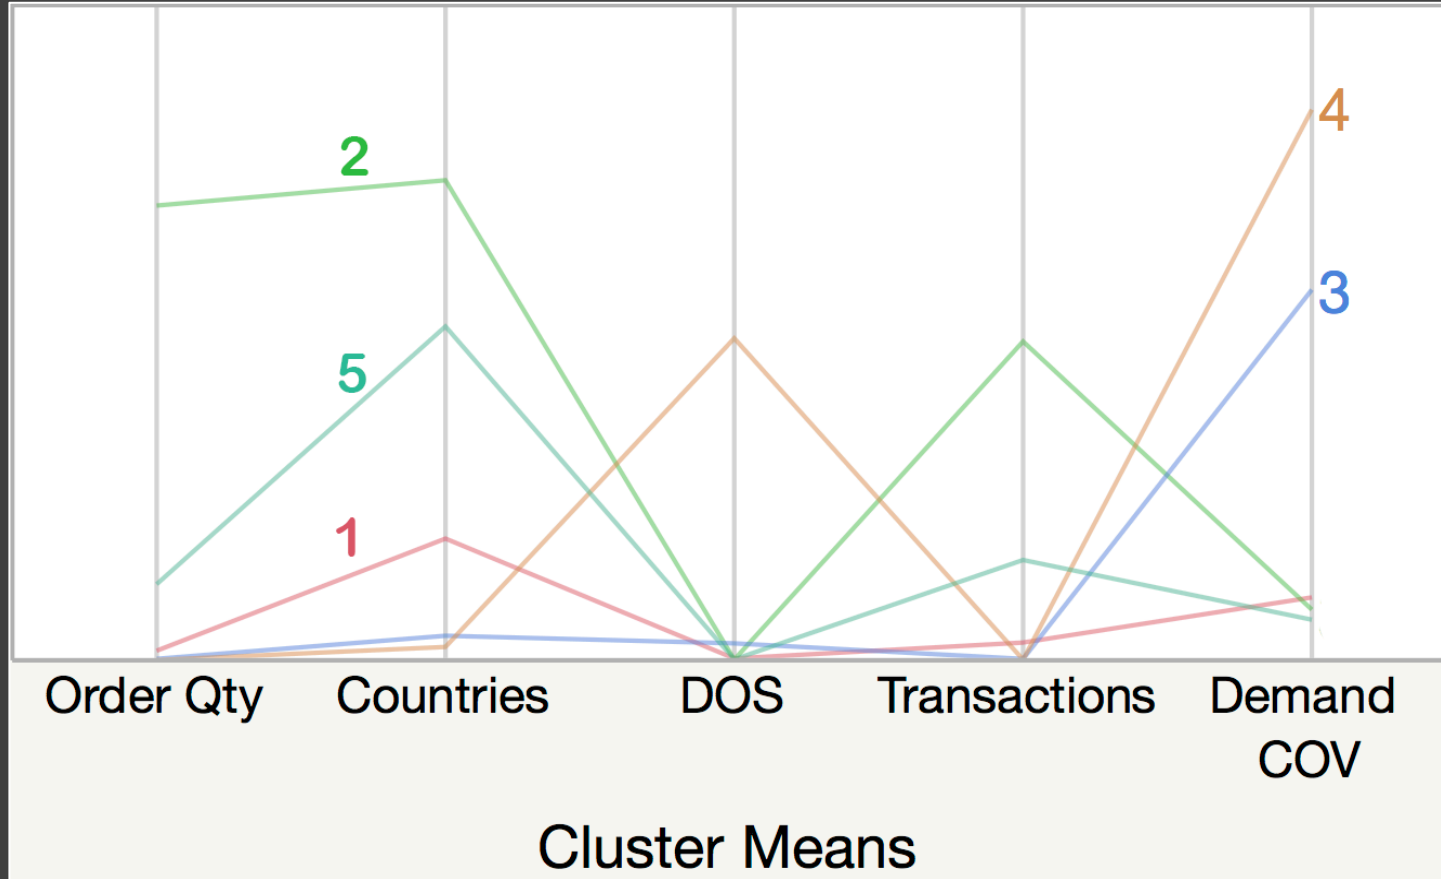 4
2
3
5
1
Order Qty
Countries
DOS
Transactions
Demand
COV
Cluster Means